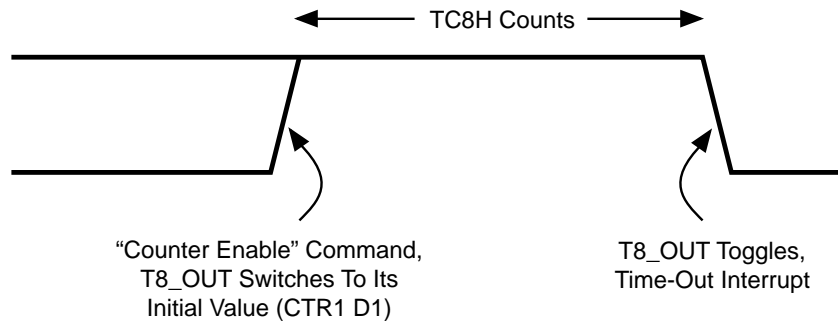 TC8H Counts
“Counter Enable” Command,
T8_OUT Switches To Its
Initial Value (CTR1 D1)
T8_OUT Toggles,
Time-Out Interrupt